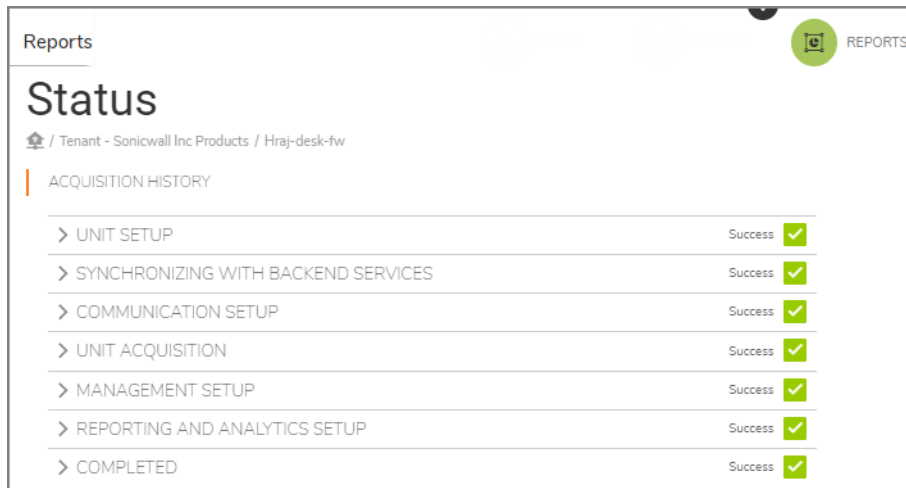 Reports
REPORTS
Status
/ Tenant - Sonicwall Inc Products / Hraj-desk-fw
ACQUISITION HISTORY
UNIT SETUP Success
SYNCHRONIZING WITH BACKEND SERVICES Success
COMMUNICATION SETUP Success
UNIT ACQUISITION Success
MANAGEMENT SETUP Success
REPORTING AND ANALYTICS SETUP Success
COMPLETED Success